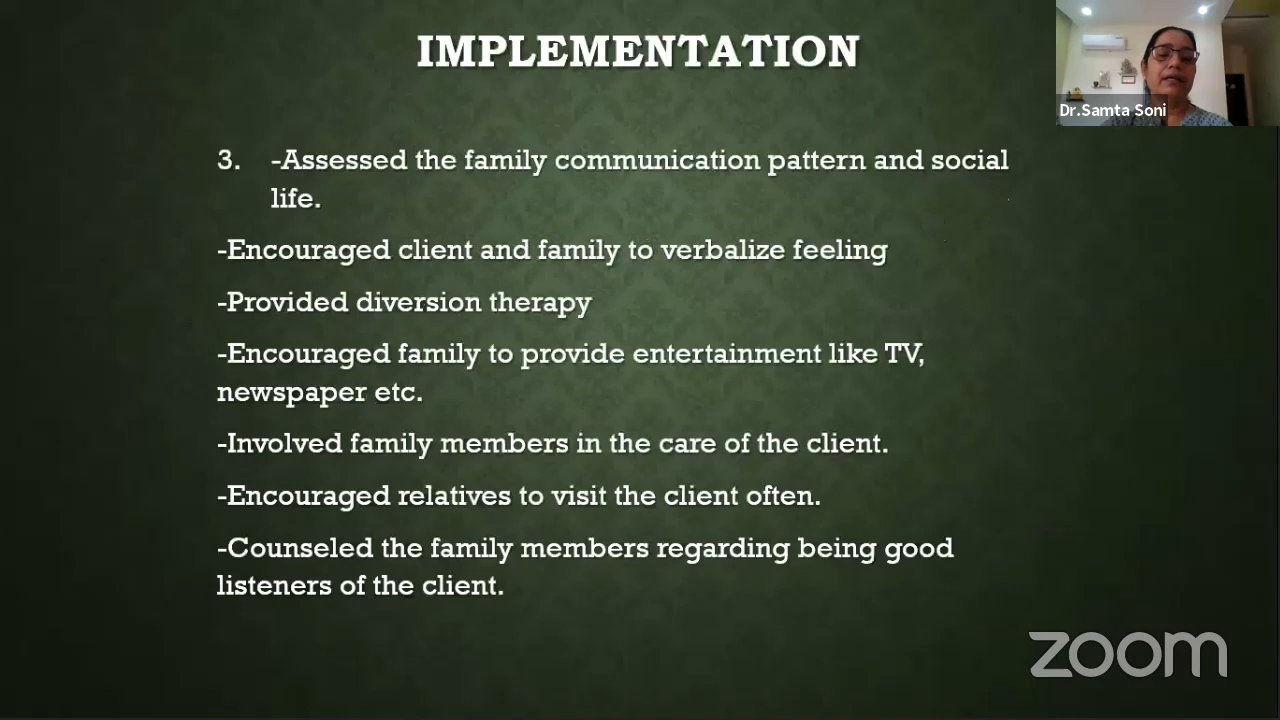 IMPLEMENTATION
Dr.Samta Soni
3. -Assessed the family communication pattern and social
life.
-Encouraged client and family to verbalize feeling
-Provided diversion therapy
-Encouraged family to provide entertainment like TV,
newspaper etc.
-Involved family members in the care of the client.
-Encouraged relatives to visit the client often.
-Counseled the family members regarding being good
listeners of the client.
zoom